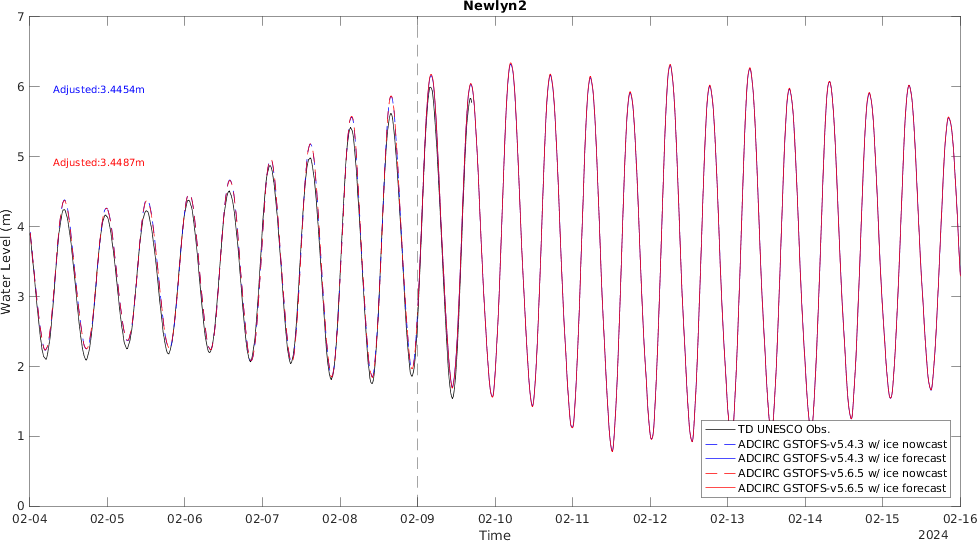 Newlyn2
7
6
5
4
3
2
1
0
Water Level (m)
Adjusted:3.4454m
Adjusted:3.4487m
TD UNESCO Obs.
ADCIRC GSTOFS-v5.4.3 w/ ice nowcast
ADCIRC GSTOFS-v5.4.3 w/ ice forecast
ADCIRC GSTOFS-v5.6.5 w/ ice nowcast
ADCIRC GSTOFS-v5.6.5 w/ ice forecast
02-04 02-05 02-06 02-07 02-08 02-09 02-10 02-11 02-12 02-13 02-14 02-15 02-16
Time
2024